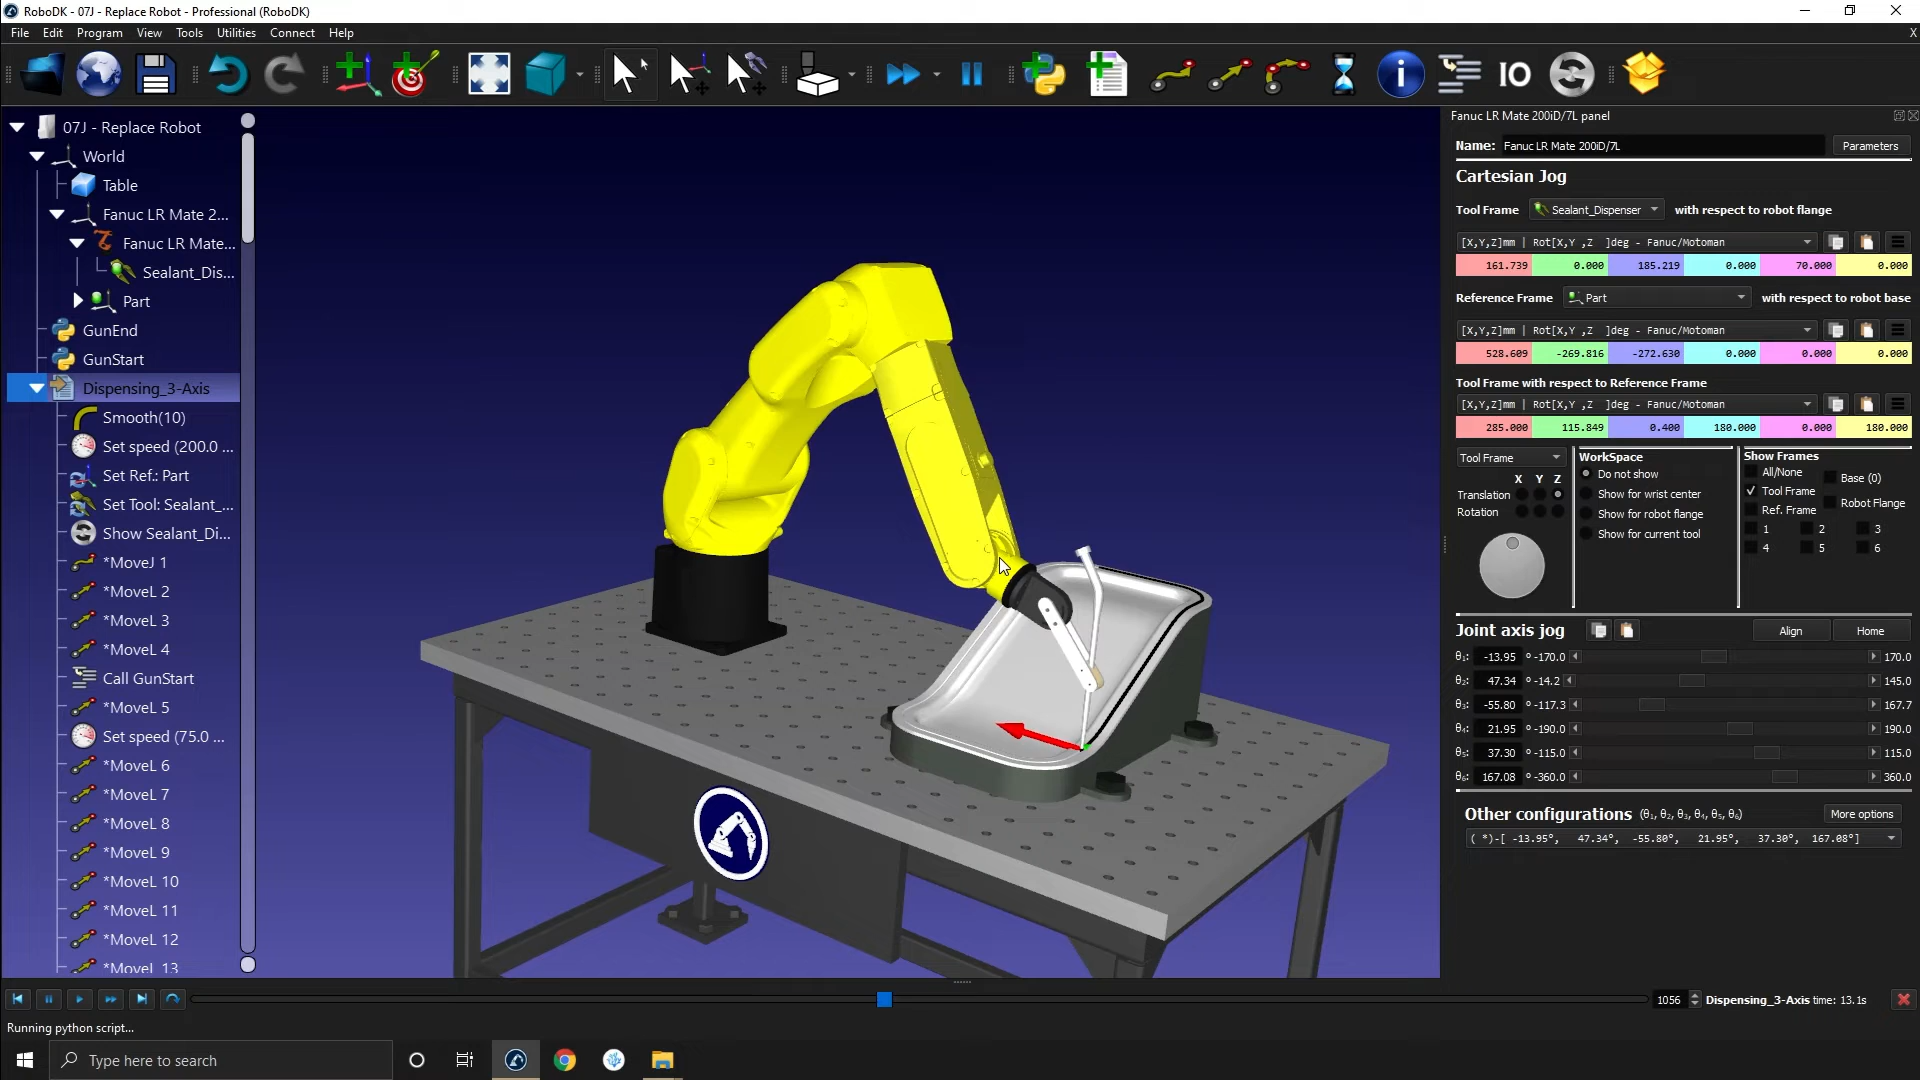 RoboDK - 07J - Replace Robot - Professional (RoboDK)
File Edit Program View Tools Utilities Connect Help X
IO
07J - Replace Robot
World
Table
Fanuc LR Mate 2...
Fanuc LR Mate...
Sealant_Dis...
Part
GunEnd
GunStart
Dispensing_3-Axis
Smooth(10)
Set speed (200.0 ...
Set Ref.: Part
Set Tool: Sealant_...
Show Sealant_Di...
*MoveJ 1
*MoveL 2
*MoveL 3
*MoveL 4
Call GunStart
*MoveL 5
Set speed (75.0 ...
*MoveL 6
*MoveL 7
*MoveL 8
*MoveL 9
*MoveL 10
*MoveL 11
*MoveL 12
*MoveL 13
Fanuc LR Mate 200iD/7L panel
Name: Fanuc LR Mate 200iD/7L Parameters
Cartesian Jog
Tool Frame Sealant_Dispenser with respect to robot flange
[X,Y,Z]mm | Rot[X,Y ,Z ]deg - Fanuc/Motoman
161.739 0.000 185.219 0.000 70.000 0.000
Reference Frame Part with respect to robot base
[X,Y,Z]mm | Rot[X,Y ,Z ]deg - Fanuc/Motoman
528.609 -269.816 -272.630 0.000 0.000 0.000
Tool Frame with respect to Reference Frame
[X,Y,Z]mm | Rot[X,Y ,Z ]deg - Fanuc/Motoman
285.000 115.849 0.400 180.000 0.000 180.000
Tool Frame
X Y Z
Translation
Rotation
WorkSpace
Do not show
Show for wrist center
Show for robot flange
Show for current tool
Show Frames
All/None Base (0)
Tool Frame
Robot Flange
Ref. Frame
1 2 3
4 5 6
Joint axis jog Align Home
θ₁: -13.95 º -170.0 170.0
θ₂: 47.34 º -14.2 145.0
θ₃: -55.80 º -117.3 167.7
θ₄: 21.95 º -190.0 190.0
θ₅: 37.30 º -115.0 115.0
θ₆: 167.08 º -360.0 360.0
Other configurations (θ₁, θ₂, θ₃, θ₄, θ₅, θ₆) More options
( *)-[ -13.95°, 47.34°, -55.80°, 21.95°, 37.30°, 167.08°]
1056 Dispensing_3-Axis time: 13.1s
Running python script...
Type here to search